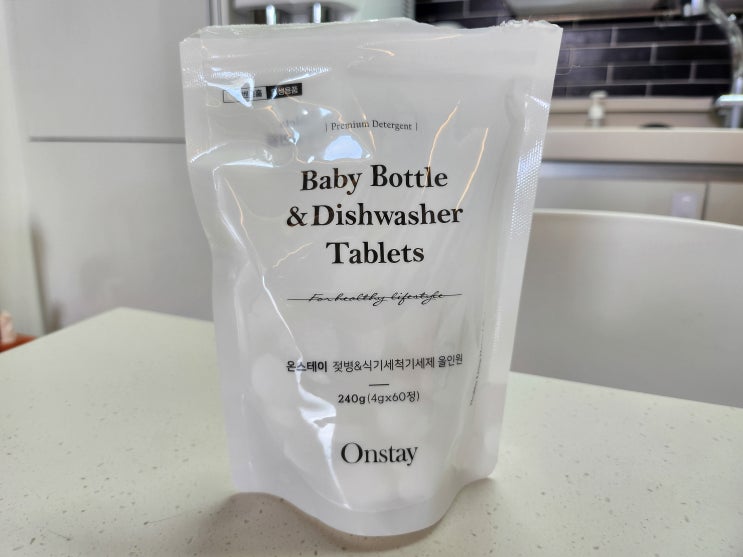 | Premium Detergent |
Baby Bottle
& Dishwasher
Tablets
For healthy lifestyle
온스테이 젖병&식기세척기세제 올인원
240g(4gx60정)
Onstay